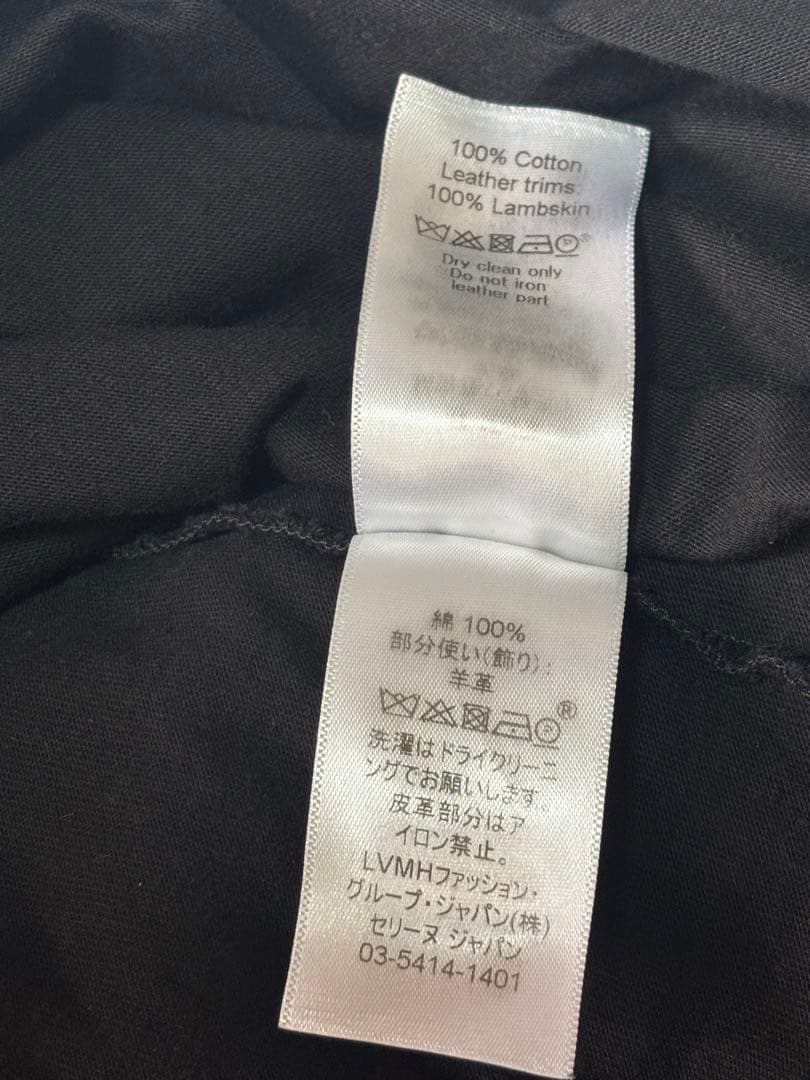 100% Cotton
Leather trims:
100% Lambskin
P
®
Dry clean only
Do not iron
leather part
綿 100%
部分使い(飾り):
羊革
P
®
洗濯はドライクリーニ
ングでお願いします
皮革部分はア
イロン禁止。
LVMHファッション・
グループ・ジャパン(株)
セリーヌ ジャパン
03-5414-1401